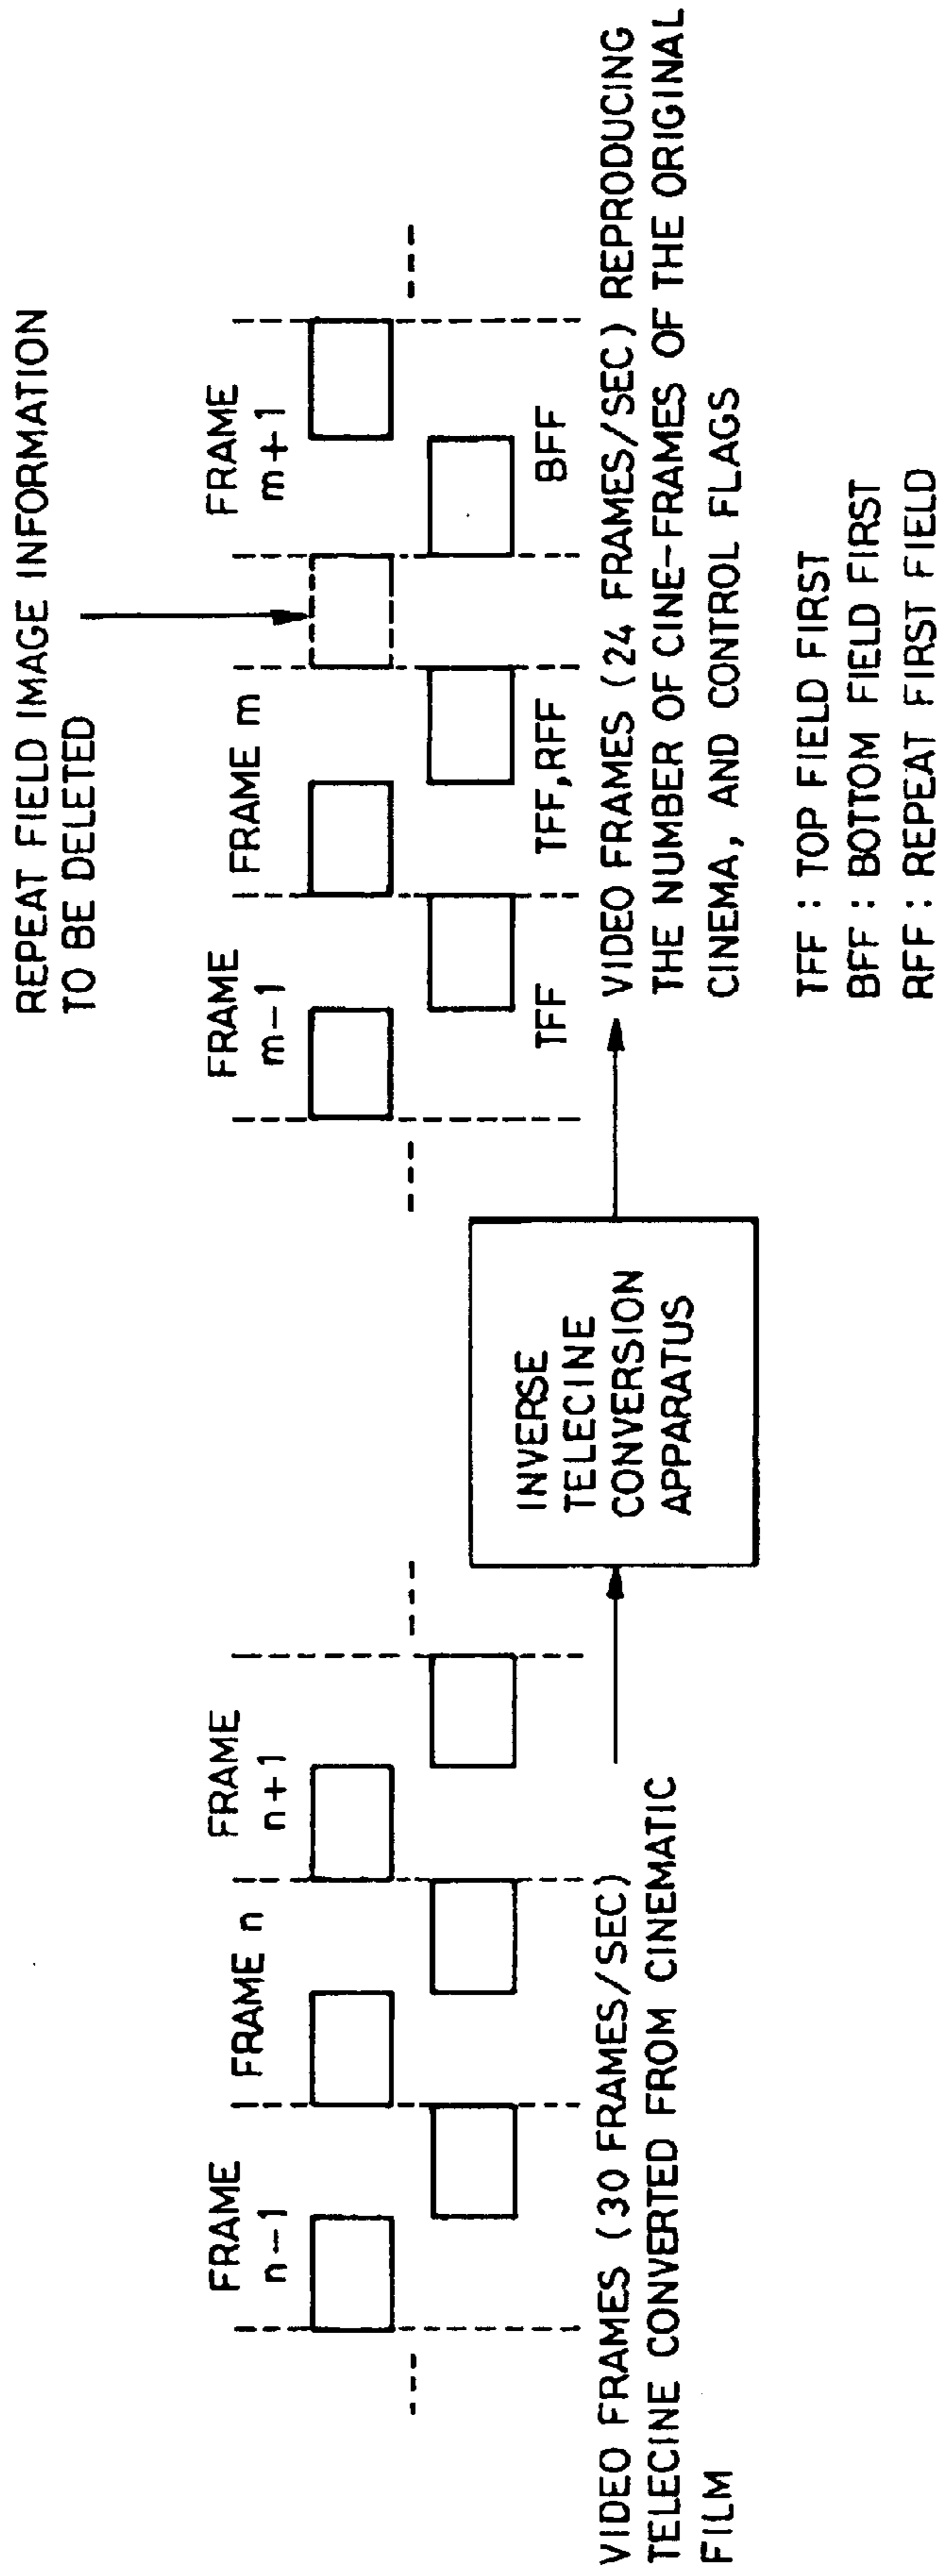 FRAME
n-1
FRAME n
FRAME
n+1
VIDEO FRAMES (30 FRAMES/SEC)
TELECINE CONVERTED FROM CINEMATIC
FILM
INVERSE
TELECINE
CONVERSION
APPARATUS
REPEAT FIELD IMAGE INFORMATION
TO BE DELETED
FRAME
m-1
FRAME m
FRAME
m+1
TFF
TFF,RFF
BFF
VIDEO FRAMES (24 FRAMES/SEC) REPRODUCING
THE NUMBER OF CINE-FRAMES OF THE ORIGINAL
CINEMA, AND CONTROL FLAGS
TFF : TOP FIELD FIRST
BFF : BOTTOM FIELD FIRST
RFF : REPEAT FIRST FIELD